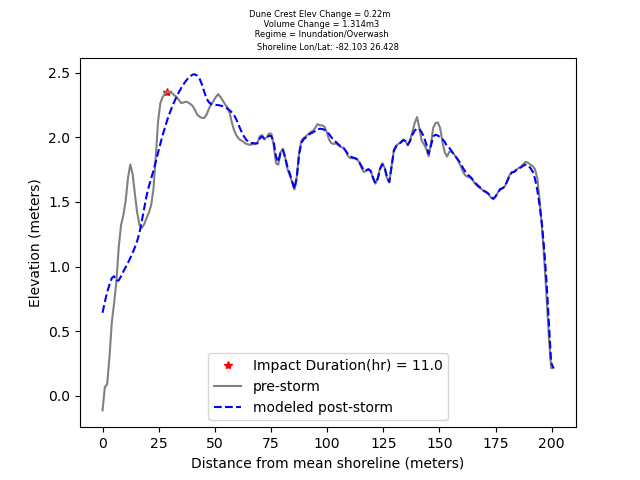 Dune Crest Elev Change = 0.22m
Volume Change = 1.314m3
Regime = Inundation/Overwash
Shoreline Lon/Lat: -82.103 26.428
2.5
2.0
1.5
1.0
0.5
0.0
Elevation (meters)
Impact Duration(hr) = 11.0
pre-storm
modeled post-storm
0 25 50 75 100 125 150 175 200
Distance from mean shoreline (meters)